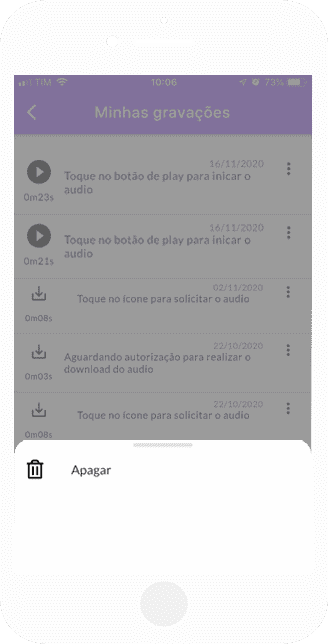 TIM 10:06 73%
Minhas gravações
16/11/2020
Toque no botão de play para inicar o
audio
0m23s
16/11/2020
Toque no botão de play para inicar o
audio
0m21s
02/11/2020
Toque no ícone para solicitar o audio
0m08s
22/10/2020
Aguardando autorização para realizar o
download do audio
0m03s
22/10/2020
Toque no ícone para solicitar o audio
0m08s
Apagar